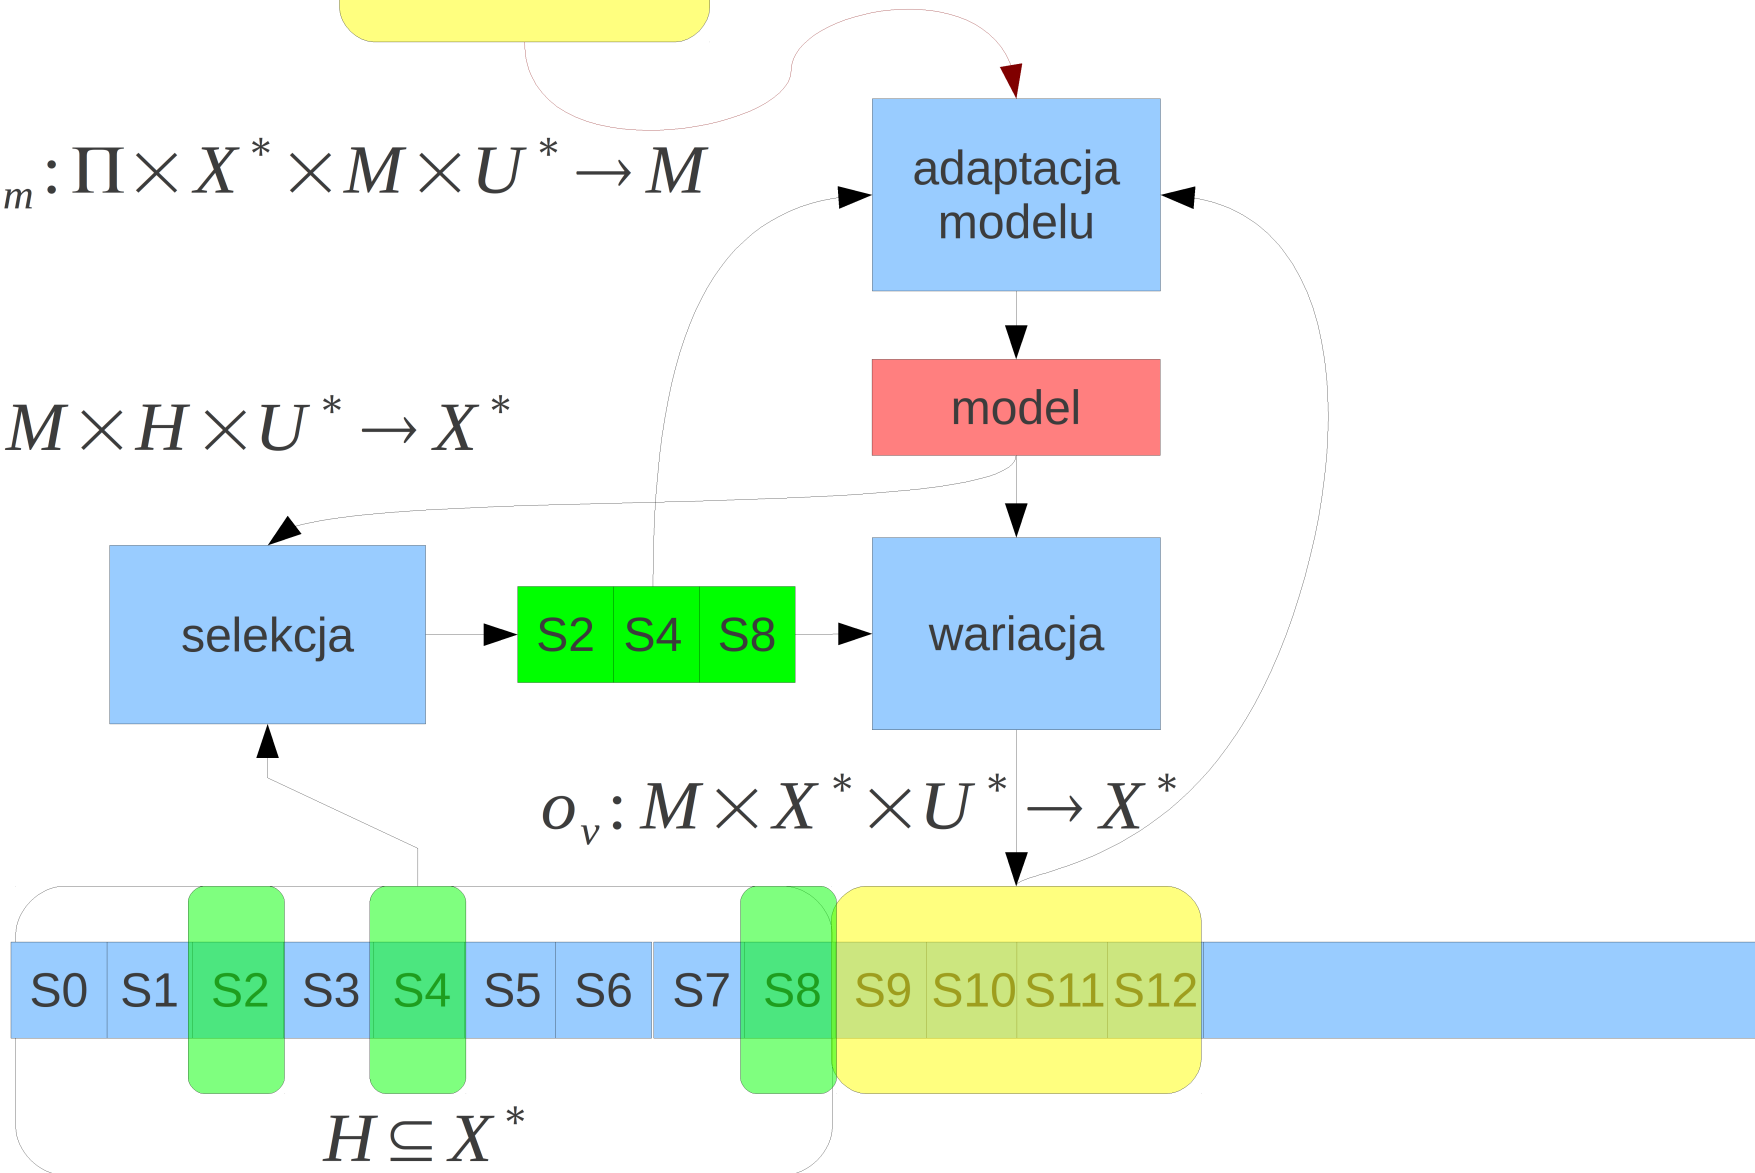 m : Π × X* × M × U* → M
adaptacja
modelu
model
M × H × U* → X*
selekcja
S2 S4 S8
wariacja
o_v : M × X* × U* → X*
S0 S1 S2 S3 S4 S5 S6 S7 S8 S9 S10 S11 S12
H ⊆ X*